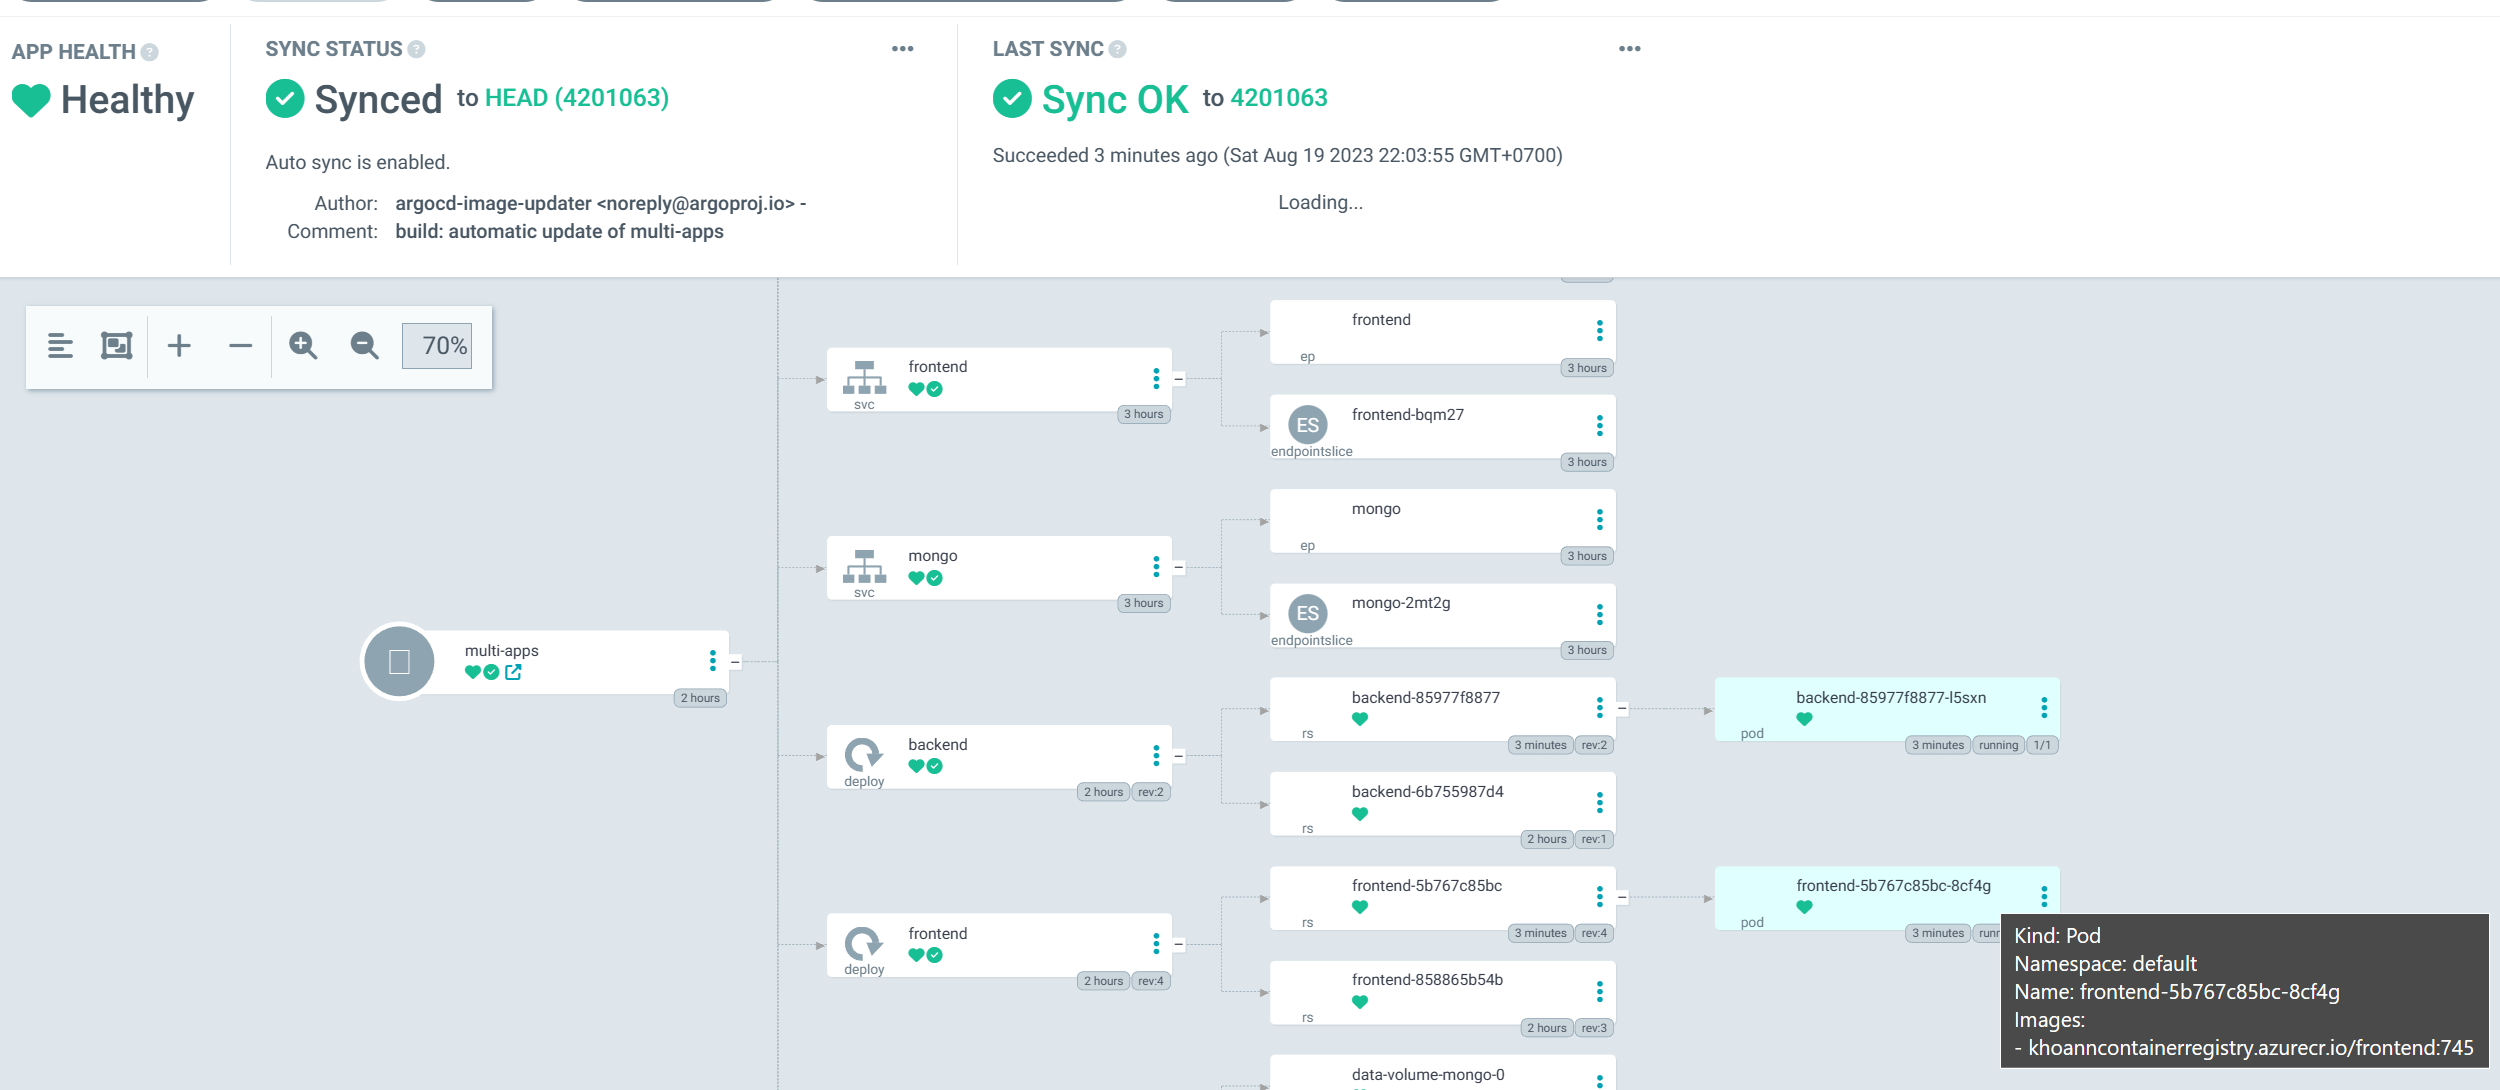 APP HEALTH ?
Healthy
SYNC STATUS ?
Synced to HEAD (4201063)
Auto sync is enabled.
Author: argocd-image-updater <noreply@argoproj.io> -
Comment: build: automatic update of multi-apps
LAST SYNC ?
Sync OK to 4201063
Succeeded 3 minutes ago (Sat Aug 19 2023 22:03:55 GMT+0700)
Loading...
70%
multi-apps
2 hours
frontend
svc
3 hours
frontend
ep
3 hours
ES
frontend-bqm27
endpointslice
3 hours
mongo
svc
3 hours
mongo
ep
3 hours
ES
mongo-2mt2g
endpointslice
3 hours
backend
deploy
2 hours rev:2
backend-85977f8877
rs
3 minutes rev:2
backend-85977f8877-l5sxn
pod
3 minutes running 1/1
backend-6b755987d4
rs
2 hours rev:1
frontend
deploy
2 hours rev:4
frontend-5b767c85bc
rs
3 minutes rev:4
frontend-5b767c85bc-8cf4g
pod
3 minutes runn
frontend-858865b54b
rs
2 hours rev:3
data-volume-mongo-0
Kind: Pod
Namespace: default
Name: frontend-5b767c85bc-8cf4g
Images:
- khoanncontainerregistry.azurecr.io/frontend:745